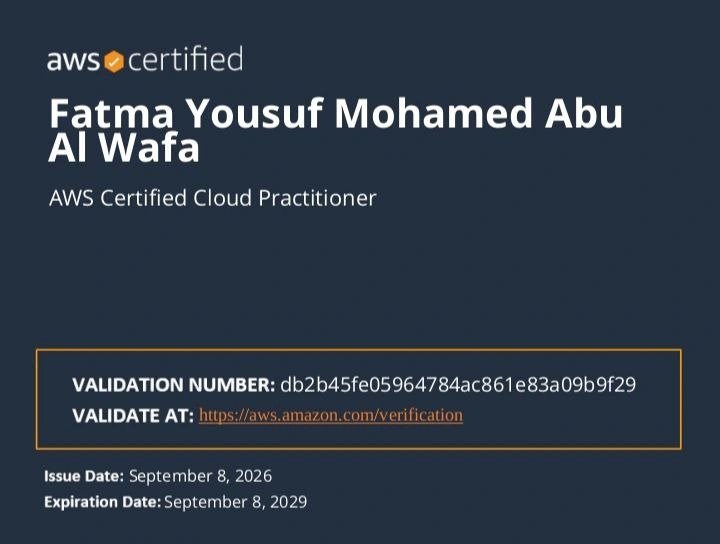 aws certified
Fatma Yousuf Mohamed Abu
Al Wafa
AWS Certified Cloud Practitioner
VALIDATION NUMBER: db2b45fe05964784ac861e83a09b9f29
VALIDATE AT: https://aws.amazon.com/verification
Issue Date: September 8, 2026
Expiration Date: September 8, 2029